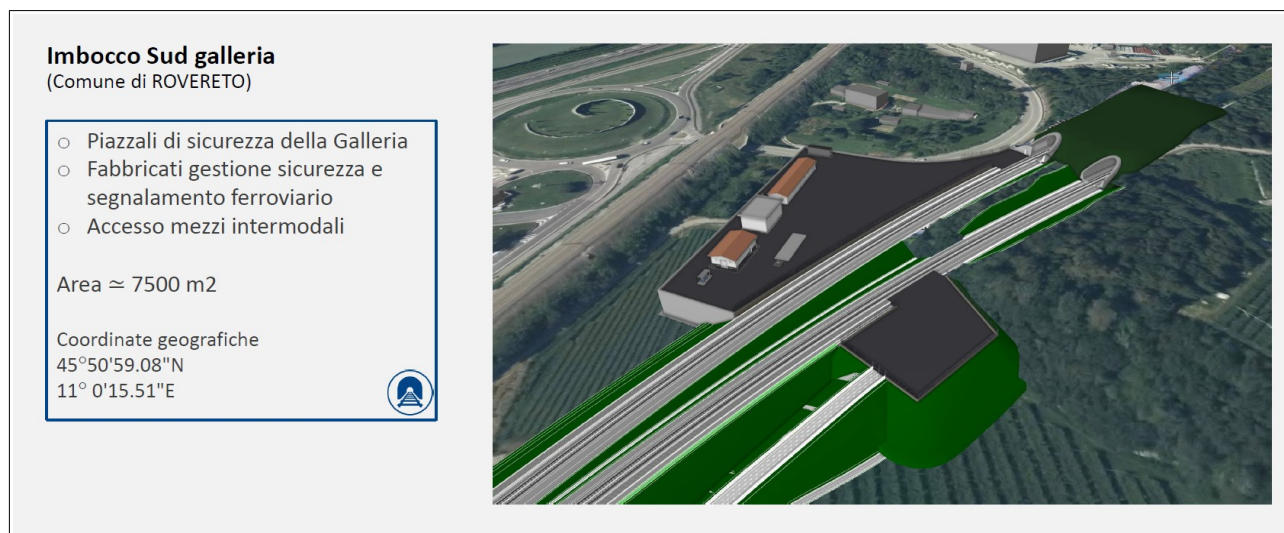 Imbocco Sud galleria
(Comune di ROVERETO)
○ Piazzali di sicurezza della Galleria
○ Fabbricati gestione sicurezza e
segnalamento ferroviario
○ Accesso mezzi intermodali
Area ≃ 7500 m2
Coordinate geografiche
45°50'59.08"N
11° 0'15.51"E